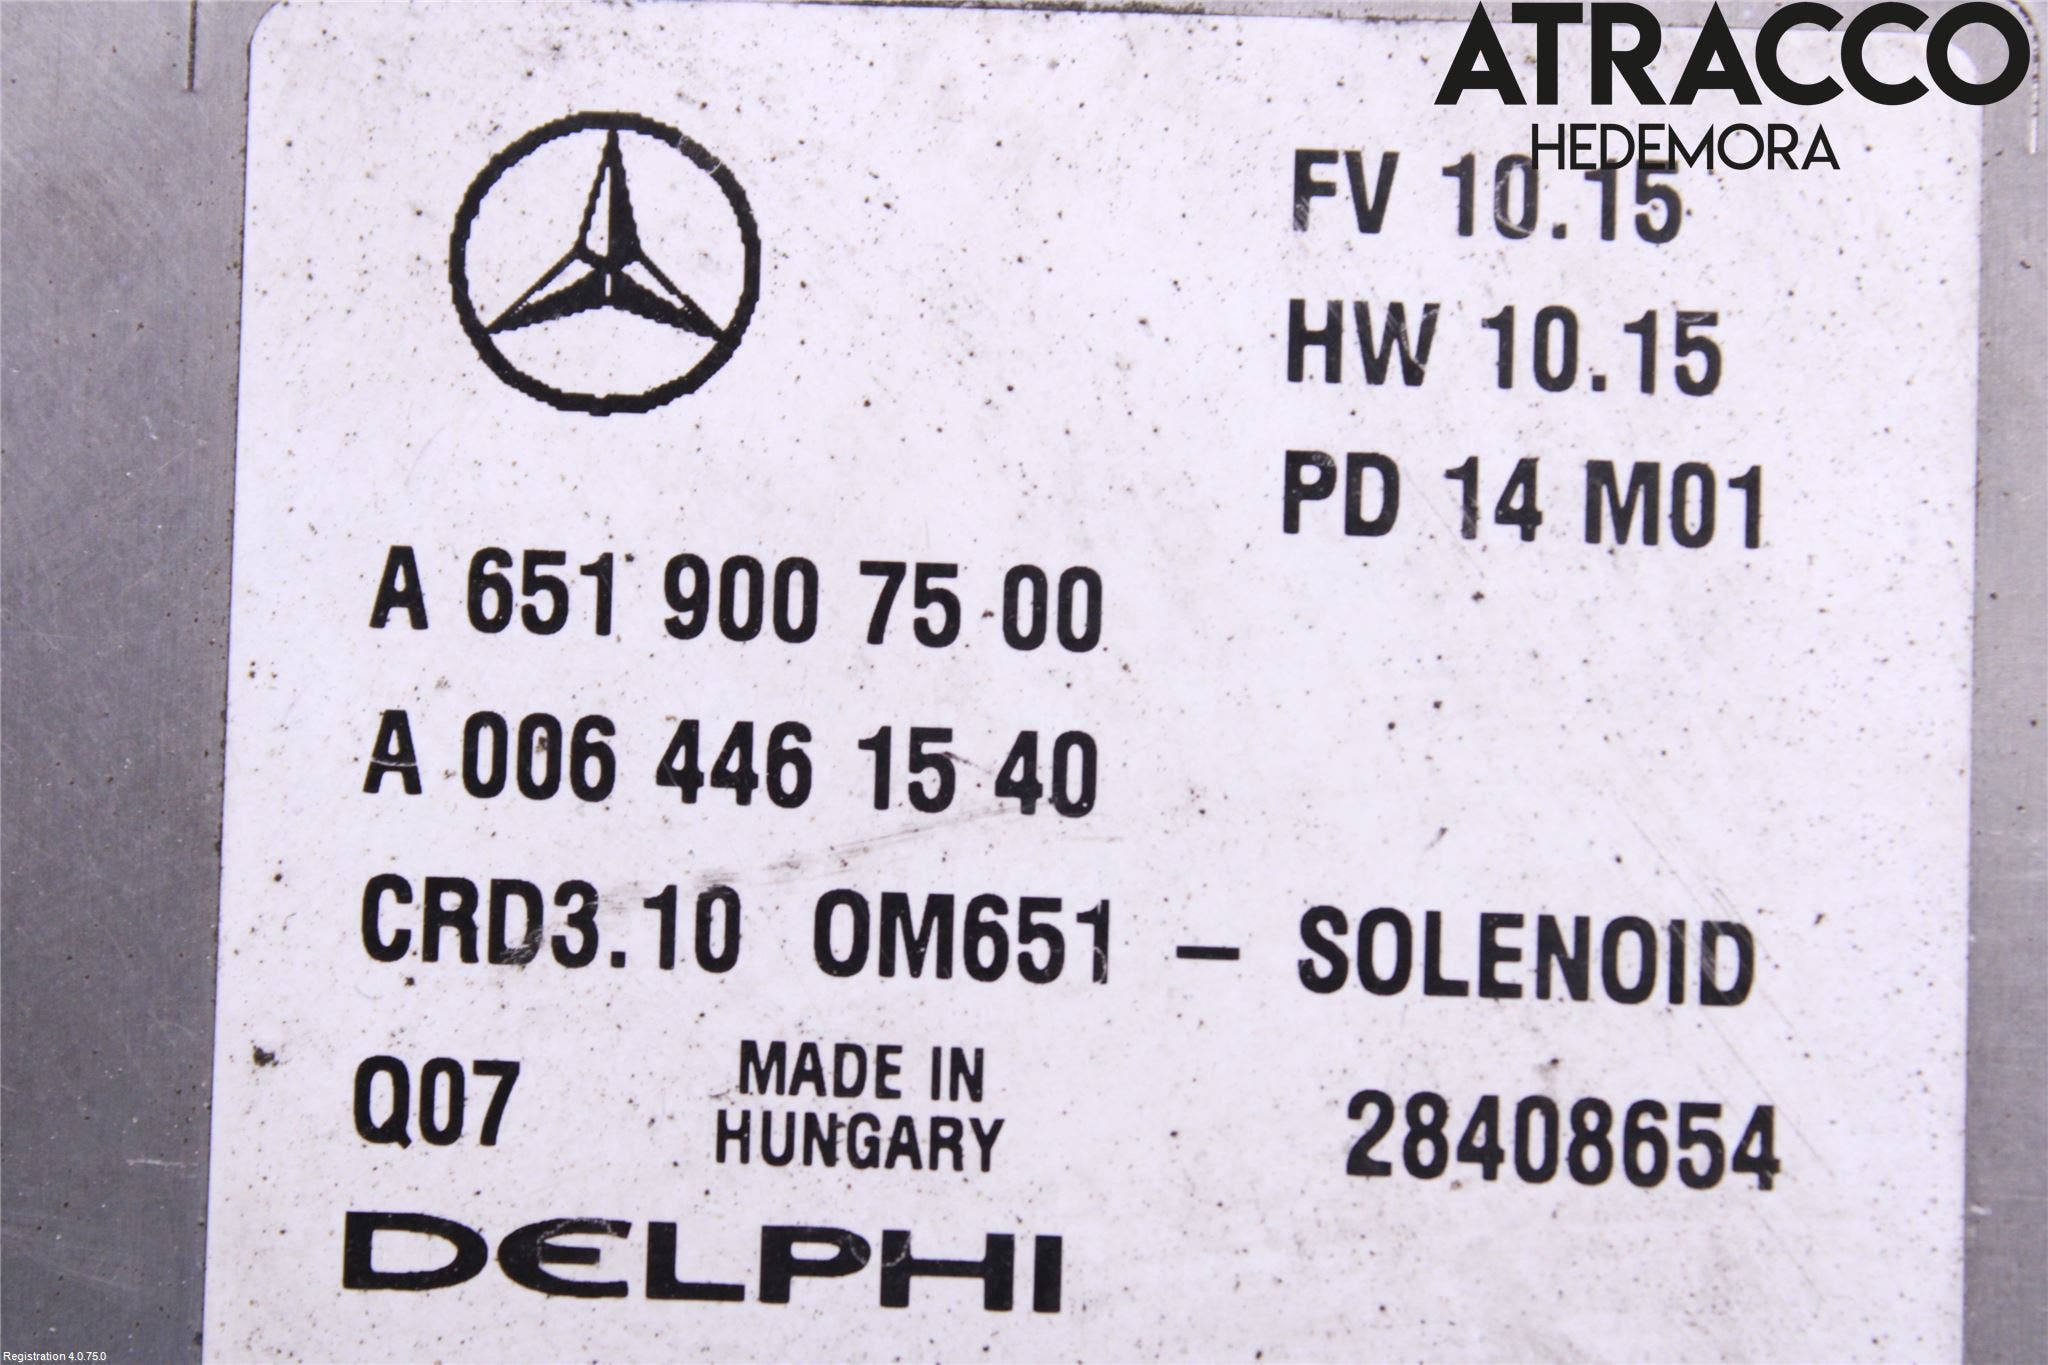 ATRACCO
HEDEMORA
FV 10.15
HW 10.15
PD 14 M01
A 651 900 75 00
A 006 446 15 40
CRD3.10 OM651 - SOLENOID
Q07 MADE IN HUNGARY 28408654
DELPHI
Registration 4.0.75.0